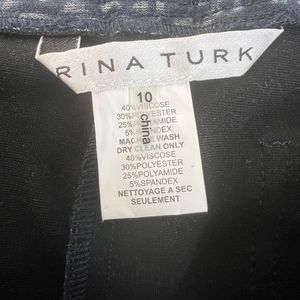 RINA TURK
10
40%VISCOSE
30%POLYESTER
25%POLYAMIDE
5%SPANDEX
MACHINE WASH
DRY CLEAN ONLY
40%VISCOSE
30%POLYESTER
25%POLYAMIDE
5%SPANDEX
NETTOYAGE A SEC
SEULEMENT
china